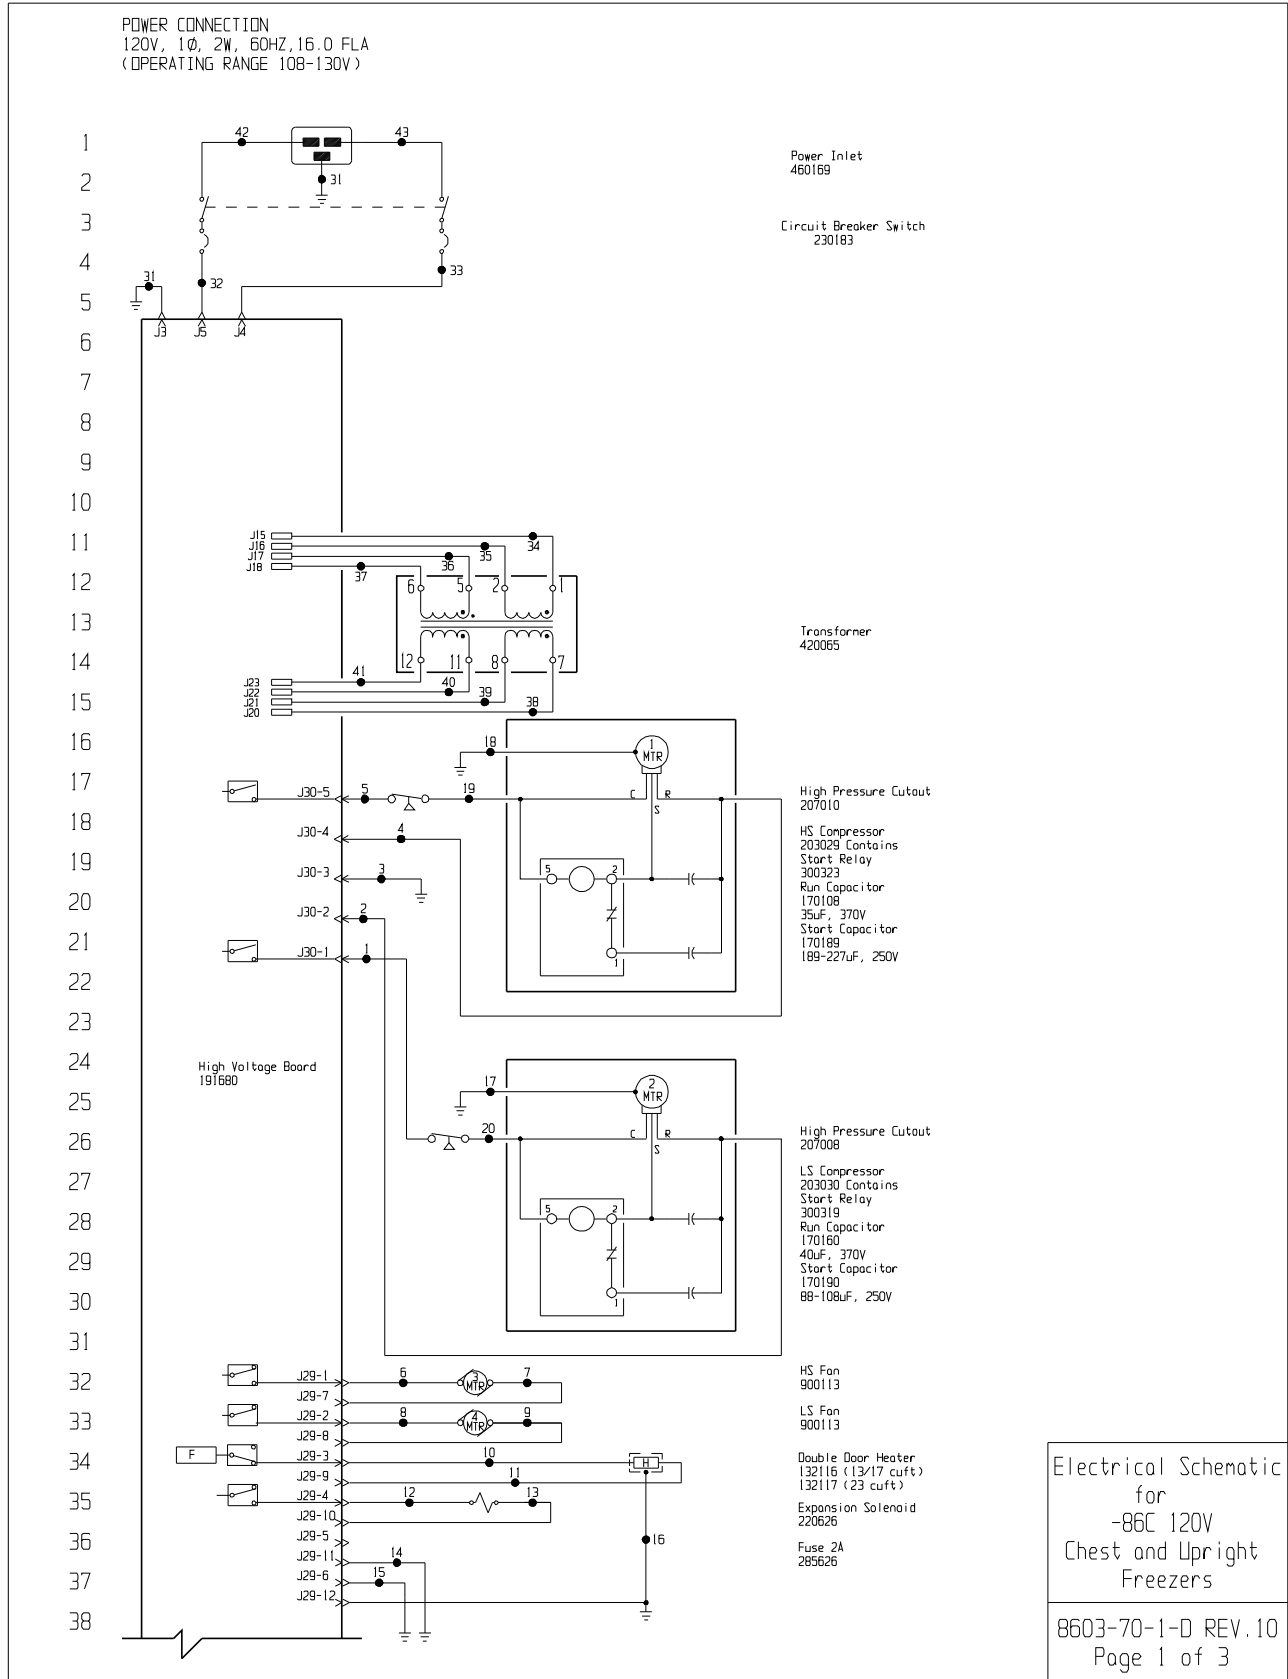 POWER CONNECTION
120V, 1Ø, 2W, 60HZ,16.0 FLA
(OPERATING RANGE 108-130V)
1
42
43
Power Inlet
460169
2
31
3
Circuit Breaker Switch
230183
4
31
32
33
5
J3
J5
J4
6
7
8
9
10
11
J15
J16
J17
J18
34
35
36
37
12
6
5
2
1
13
Transformer
420065
14
12
11
8
7
J23
J22
J21
J20
41
40
39
38
15
16
18
1
MTR
17
J30-5
5
19
C
R
S
High Pressure Cutout
207010
18
J30-4
4
HS Compressor
203029 Contains
Start Relay
300323
Run Capacitor
170108
35uF, 370V
Start Capacitor
170189
189-227uF, 250V
19
J30-3
3
5
2
20
J30-2
2
21
J30-1
1
1
22
23
24
High Voltage Board
191680
25
17
2
MTR
26
20
C
R
S
High Pressure Cutout
207008
27
LS Compressor
203030 Contains
Start Relay
300319
Run Capacitor
170160
40uF, 370V
Start Capacitor
170190
88-108uF, 250V
28
5
2
29
30
1
31
32
J29-1
6
3
MTR
7
HS Fan
900113
J29-7
33
J29-2
8
4
MTR
9
LS Fan
900113
J29-8
34
F
J29-3
10
H
Double Door Heater
132116 (13/17 cuft)
132117 (23 cuft)
J29-9
11
35
J29-4
12
13
Expansion Solenoid
220626
J29-10
36
J29-5
16
Fuse 2A
285626
J29-11
14
37
J29-6
15
J29-12
38
Electrical Schematic
for
-86C 120V
Chest and Upright
Freezers
8603-70-1-D REV.10
Page 1 of 3